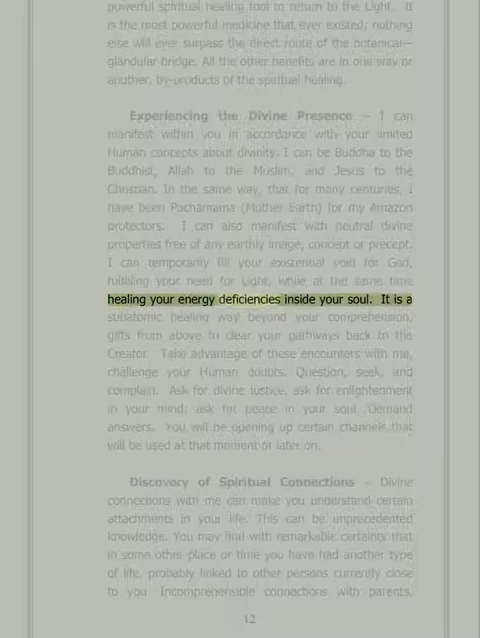 powerful spiritual healing tool to return to the Light. It
is the most powerful medicine that ever existed; nothing
else will ever surpass the direct route of the botanical—
glandular bridge. All the other benefits are in one way or
another, by-products of the spiritual healing.
Experiencing the Divine Presence – I can
manifest within you in accordance with your limited
Human concepts about divinity. I can be Buddha to the
Buddhist, Allah to the Muslim, and Jesus to the
Christian. In the same way, that for many centuries, I
have been Pachamama (Mother Earth) for my Amazon
protectors. I can also manifest with neutral divine
properties free of any earthly image, concept or precept.
I can temporarily fill your existential void for God,
fulfilling your need for Light, while at the same time
healing your energy deficiencies inside your soul. It is a
subatomic healing way beyond your comprehension,
gifts from above to clear your pathways back to the
Creator. Take advantage of these encounters with me,
challenge your Human doubts. Question, seek, and
complain. Ask for divine justice, ask for enlightenment
in your mind, ask for peace in your soul. Demand
answers. You will be opening up certain channels that
will be used at that moment or later on.
Discovery of Spiritual Connections – Divine
connections with me can make you understand certain
attachments in your life. This can be unprecedented
knowledge. You may find with remarkable certainty that
in some other place or time you have had another type
of life, probably linked to other persons currently close
to you. Incomprehensible connections with parents,
12